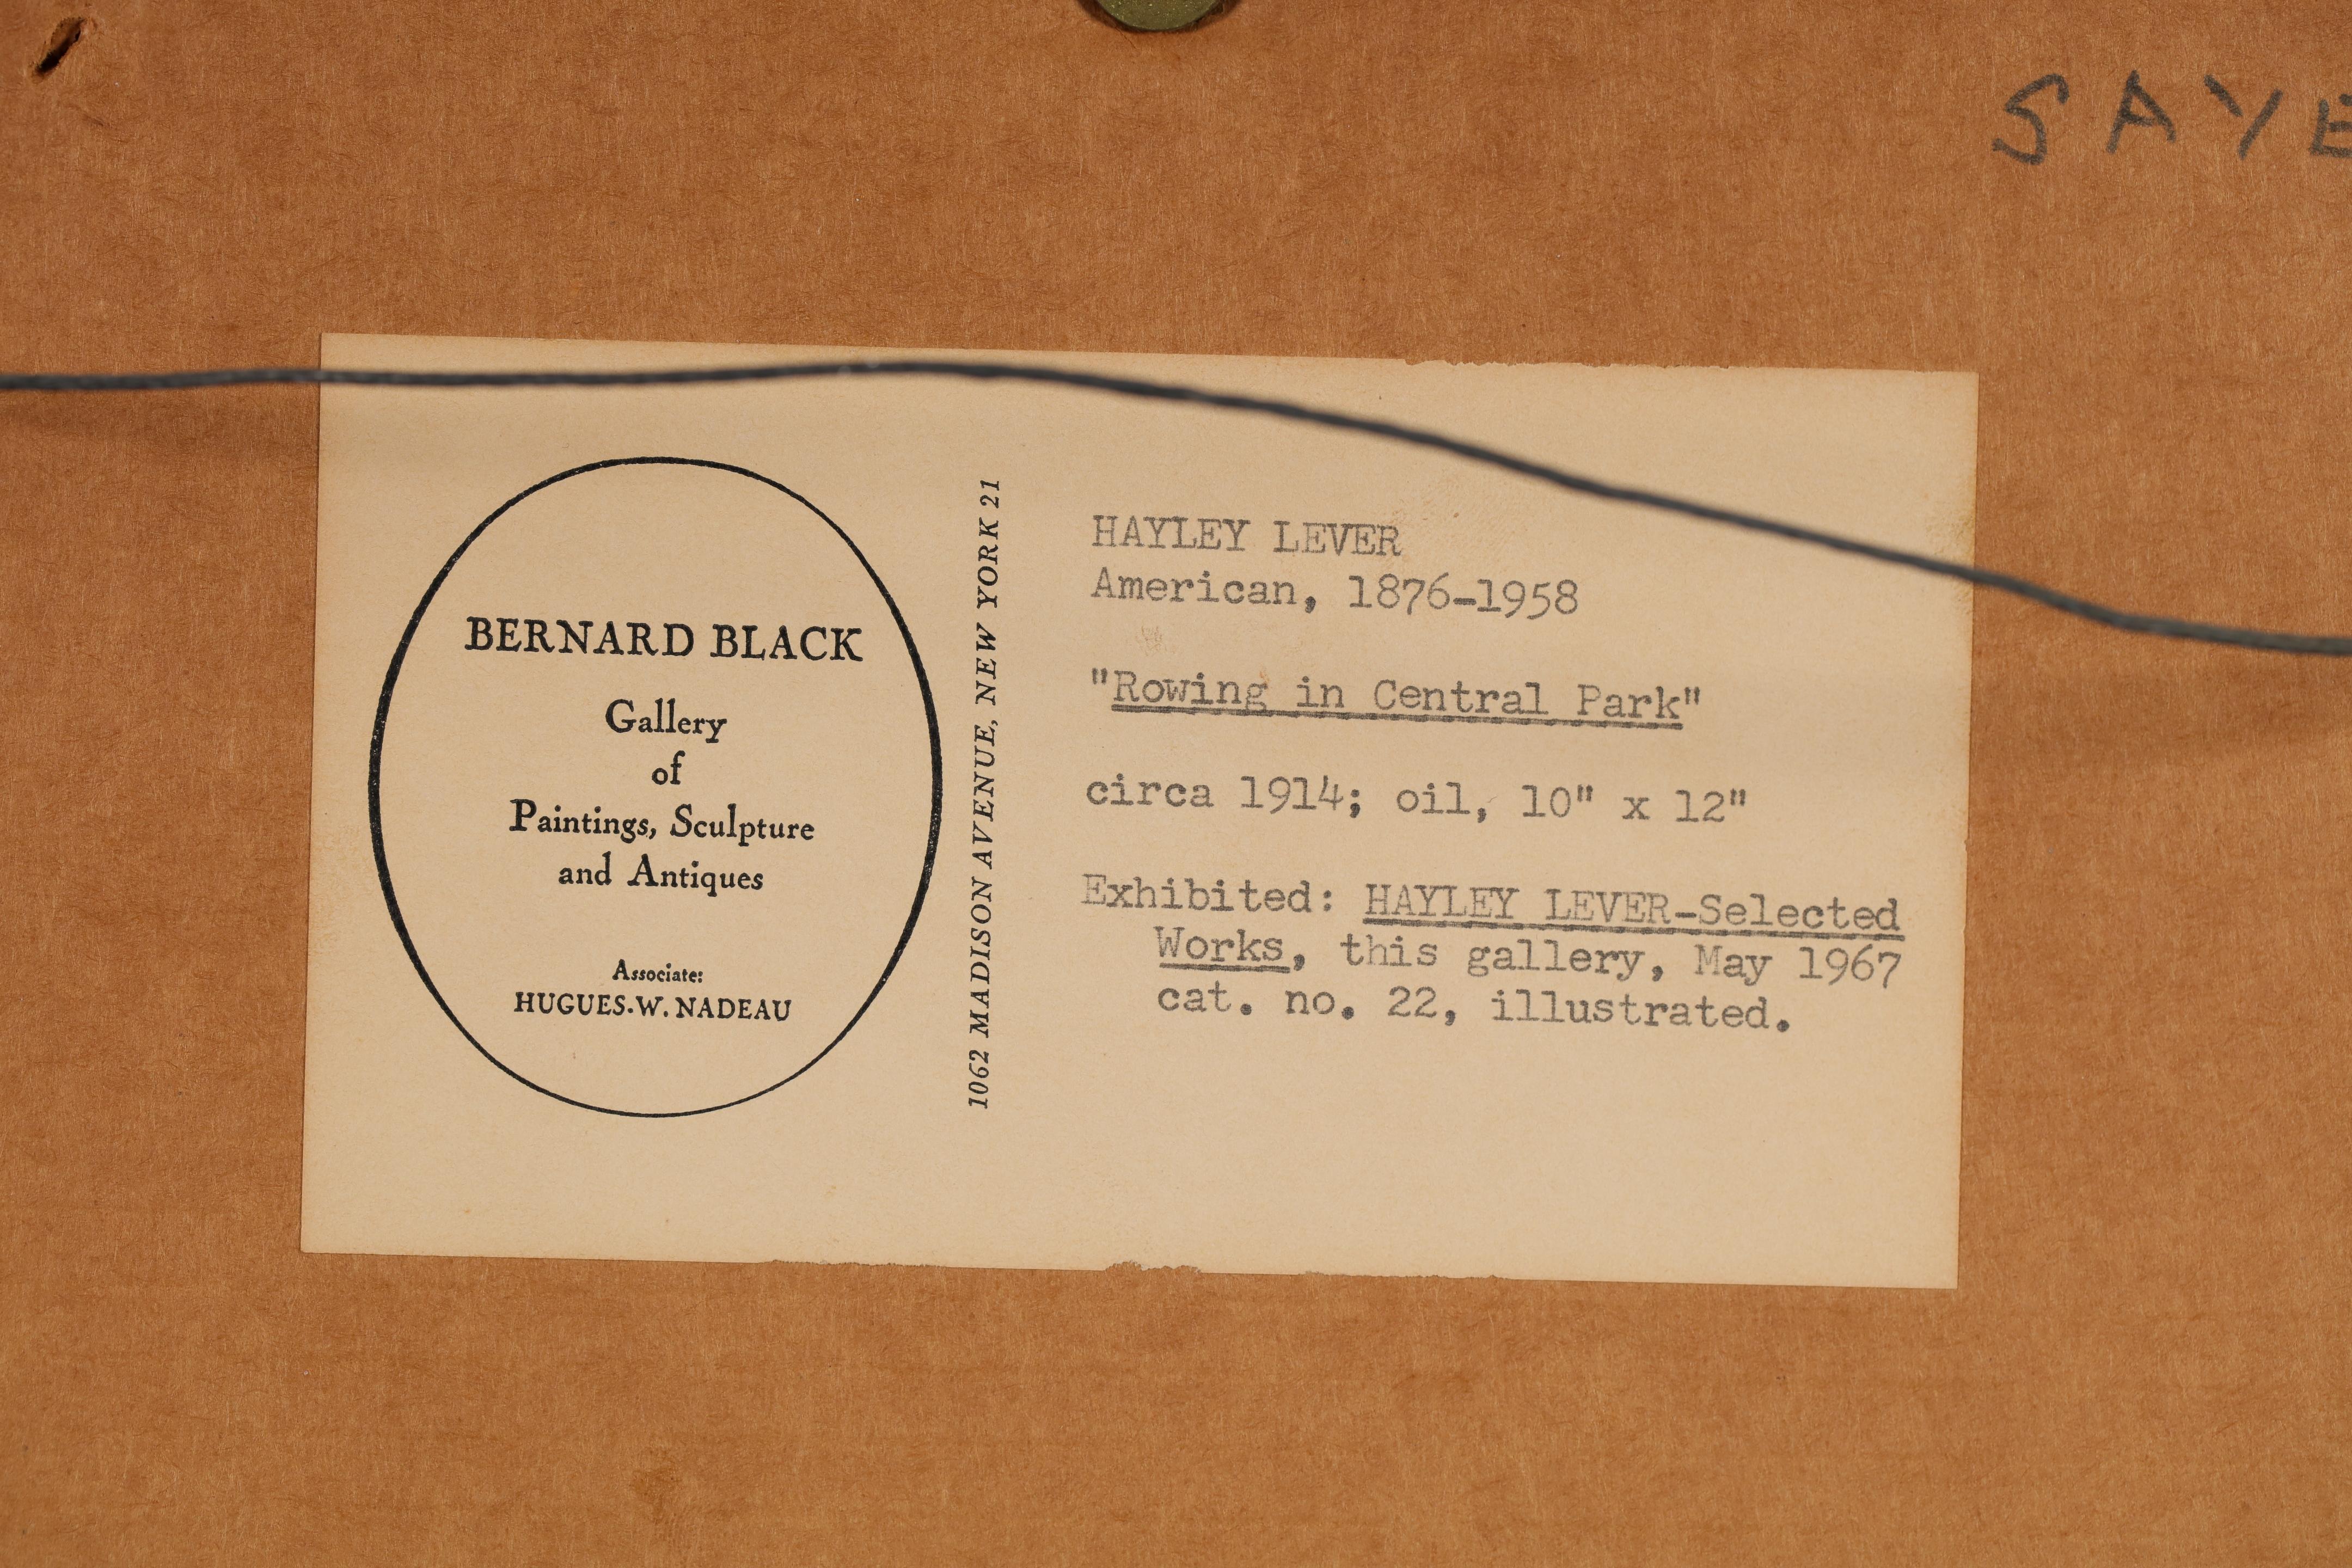 SAYE
BERNARD BLACK
Gallery
of
Paintings, Sculpture
and Antiques
Associate:
HUGUES.W. NADEAU
1062 MADISON AVENUE, NEW YORK 21
HAYLEY LEVER
American, 1876-1958
"Rowing in Central Park"
circa 1914; oil, 10" x 12"
Exhibited: HAYLEY LEVER-Selected
Works, this gallery, May 1967
cat. no. 22, illustrated.